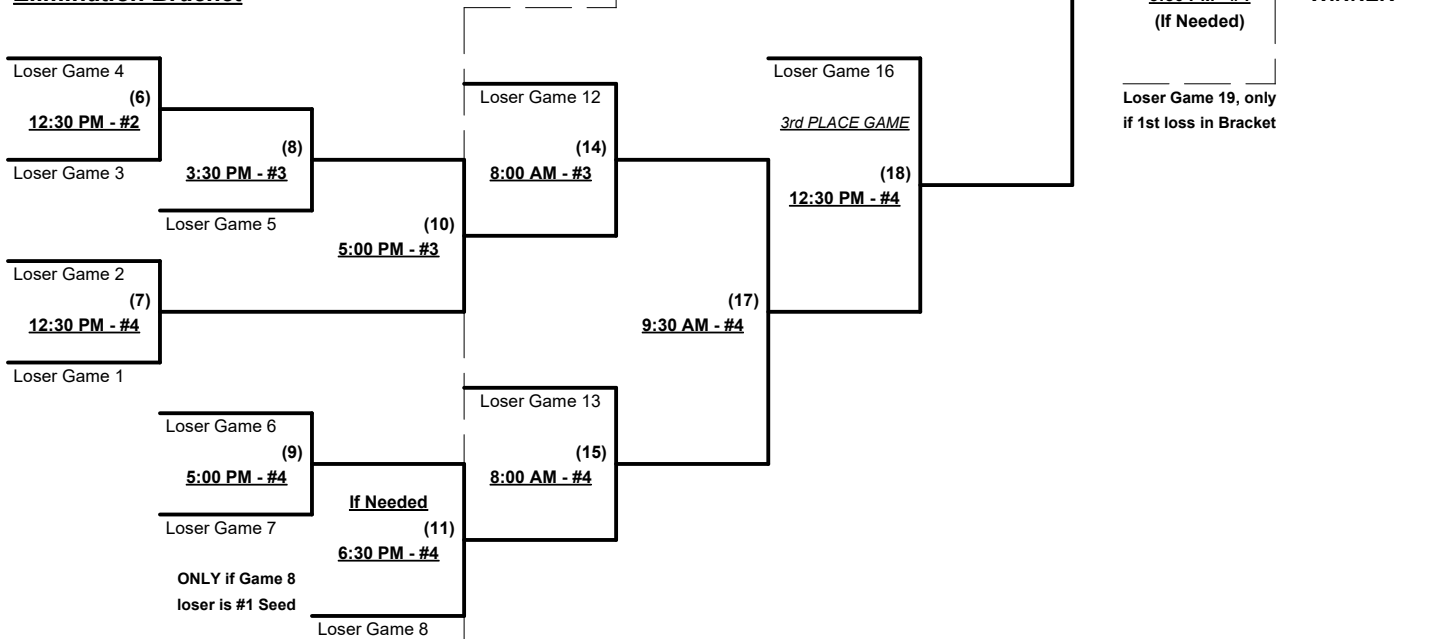 (If Needed)
Loser Game 4
Loser Game 16
(6)
Loser Game 12
Loser Game 19, only
12:30 PM - #2
3rd PLACE GAME
if 1st loss in Bracket
(8)
(14)
Loser Game 3
3:30 PM - #3
8:00 AM - #3
(18)
12:30 PM - #4
Loser Game 5
(10)
5:00 PM - #3
Loser Game 2
(7)
(17)
12:30 PM - #4
9:30 AM - #4
Loser Game 1
Loser Game 13
Loser Game 6
(9)
(15)
5:00 PM - #4
8:00 AM - #4
If Needed
Loser Game 7
(11)
6:30 PM - #4
ONLY if Game 8
loser is #1 Seed
Loser Game 8